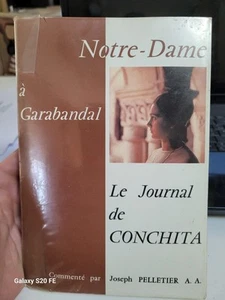 Notre-Dame
à
Garabandal
Le Journal
de
CONCHITA
Commenté par Joseph PELLETIER A. A.
Galaxy S20 FE